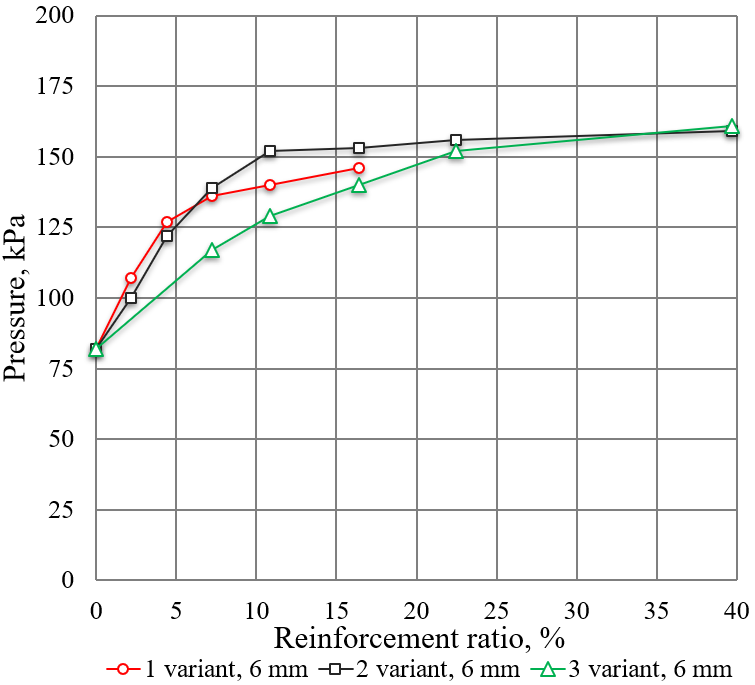 200
175
150
125
100
75
50
25
0
Pressure, kPa
0 5 10 15 20 25 30 35 40
Reinforcement ratio, %
1 variant, 6 mm 2 variant, 6 mm 3 variant, 6 mm